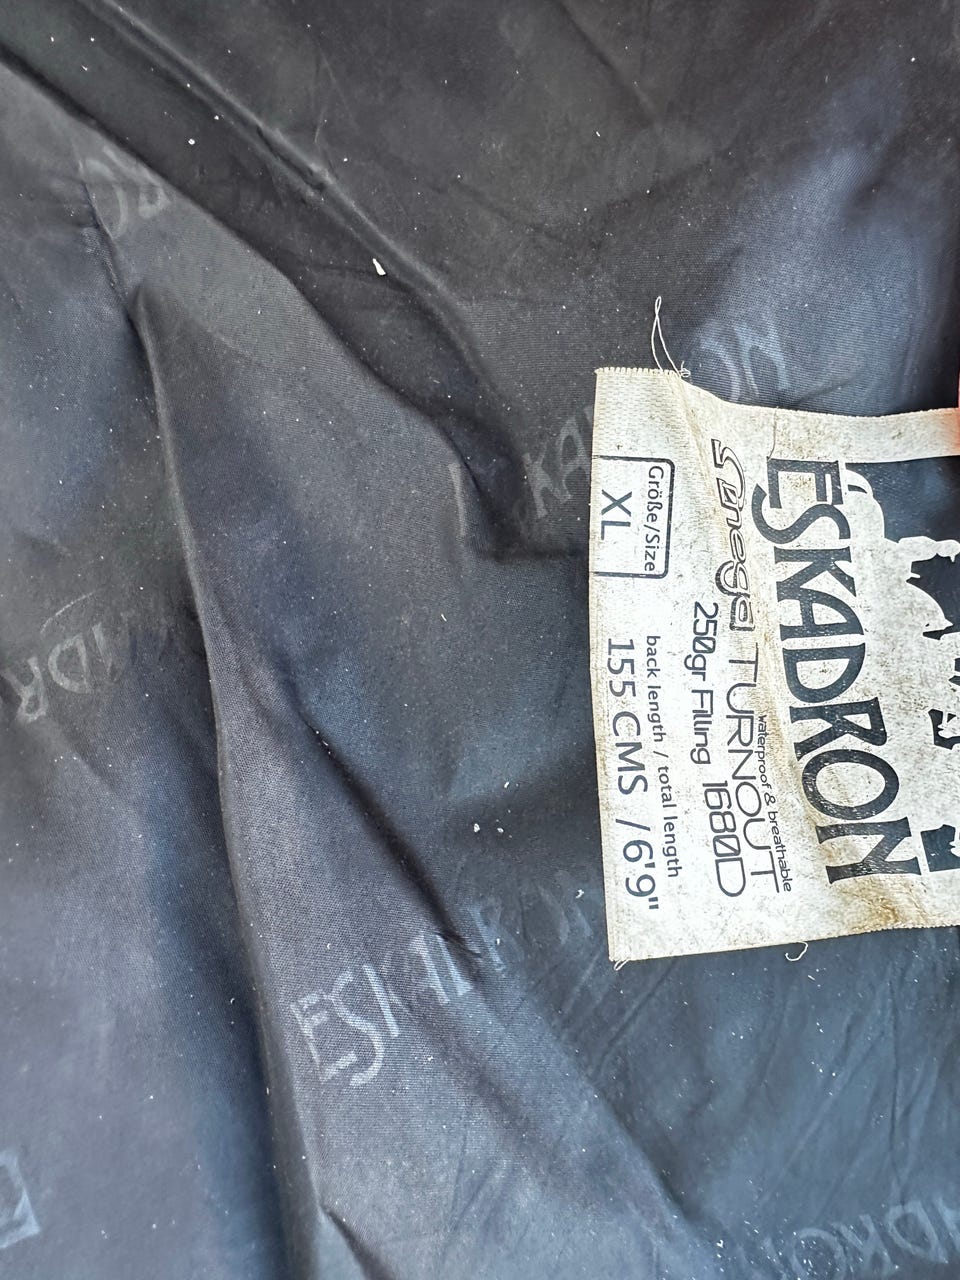 ESKADRON
waterproof & breathable
Omega TURNOUT
250gr Filling 1680D
Größe/Size
XL
back length / total length
155 CMS / 6'9"
ESKADRON